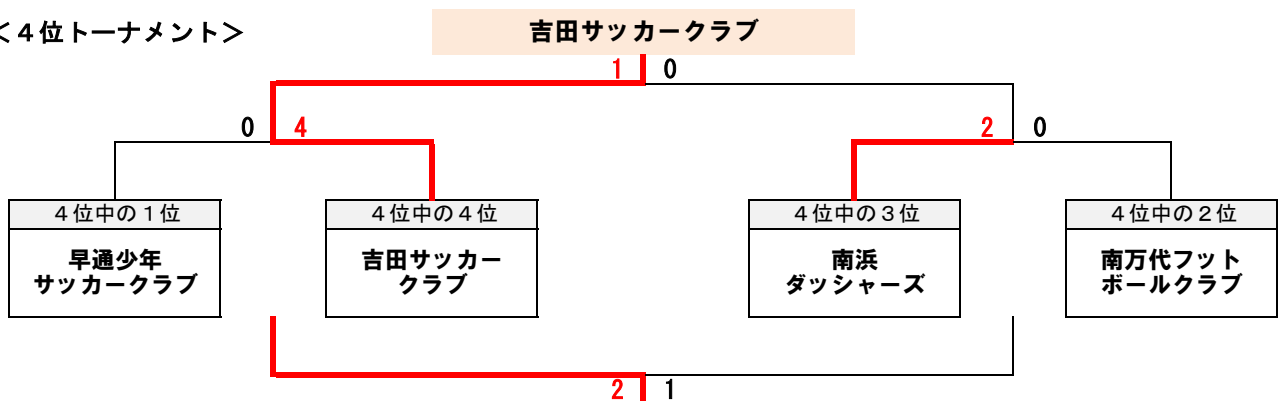 ＜４位トーナメント＞
吉田サッカークラブ
1 0
0 4
2 0
４位中の１位
早通少年
サッカークラブ
４位中の４位
吉田サッカー
クラブ
４位中の３位
南浜
ダッシャーズ
４位中の２位
南万代フット
ボールクラブ
2 1